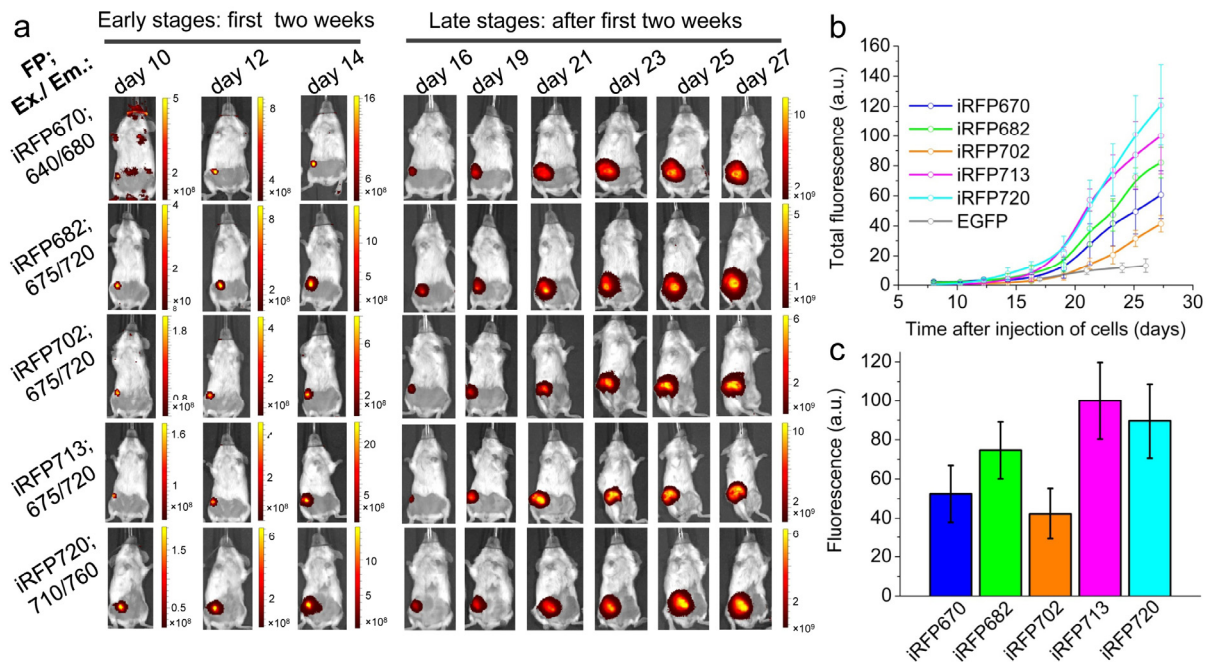 a
Early stages: first two weeks
Late stages: after first two weeks
FP;
Ex./ Em.:
day 10
day 12
day 14
day 16
day 19
day 21
day 23
day 25
day 27
iRFP670;
640/680
5
2
×10⁸
8
4
×10⁸
16
6
×10⁸
10
2
×10⁹
iRFP682;
675/720
4
2
×10
8
8
2
×10⁸
10
5
×10⁸
5
1
×10⁹
iRFP702;
675/720
1.8
0.8
×10⁸
4
2
×10⁸
6
2
×10⁸
6
2
×10⁹
iRFP713;
675/720
1.6
1
×10⁸
4
2
×10⁸
20
5
×10⁸
10
2
×10⁹
iRFP720;
710/760
1.5
0.5
×10⁸
6
2
×10⁸
10
5
×10⁸
6
2
×10⁹
b
Total fluorescence (a.u.)
160
140
120
100
80
60
40
20
0
iRFP670
iRFP682
iRFP702
iRFP713
iRFP720
EGFP
5 10 15 20 25 30
Time after injection of cells (days)
c
Fluorescence (a.u.)
120
100
80
60
40
20
0
iRFP670
iRFP682
iRFP702
iRFP713
iRFP720